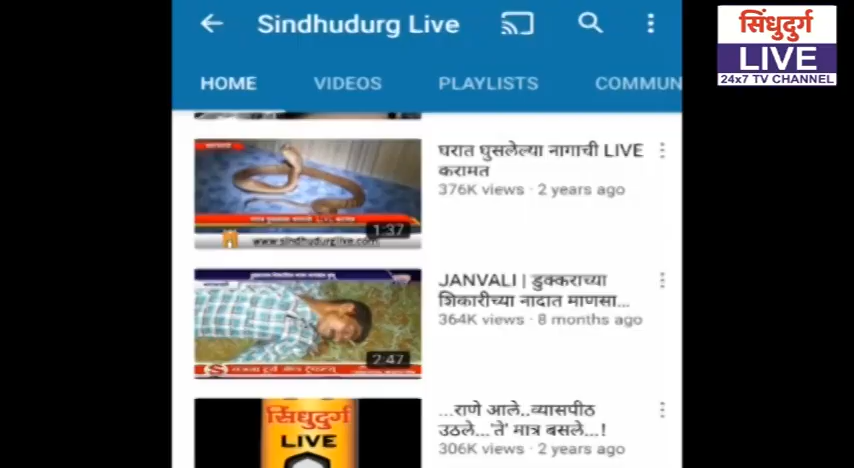 Sindhudurg Live
सिंधुदुर्ग
LIVE
24x7 TV CHANNEL
HOME VIDEOS PLAYLISTS COMMUN
घरात घुसलेल्या नागाची LIVE
करामत
376K views · 2 years ago
1:37
www.sindhudurglive.com
JANVALI | डुक्कराच्या
शिकारीच्या नादात माणसा...
364K views · 8 months ago
2:47
...राणे आले..व्यासपीठ
उठले...'ते' मात्र बसले...!
306K views · 2 years ago
सिंधुदुर्ग
LIVE